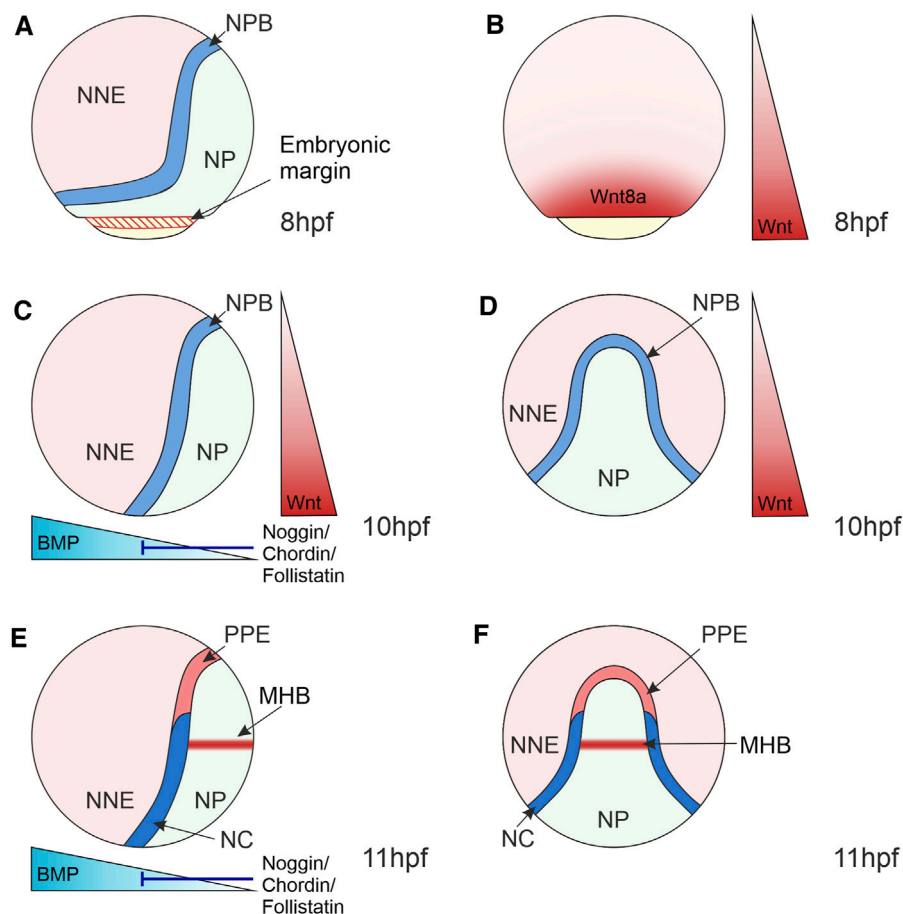 A
NPB
NNE
NP
Embryonic
margin
8hpf
B
Wnt8a
Wnt
8hpf
C
NPB
NNE
NP
Wnt
10hpf
BMP
Noggin/
Chordin/
Follistatin
D
NPB
NNE
NP
Wnt
10hpf
E
PPE
MHB
NNE
NP
NC
11hpf
BMP
Noggin/
Chordin/
Follistatin
F
PPE
NNE
MHB
NC
NP
11hpf